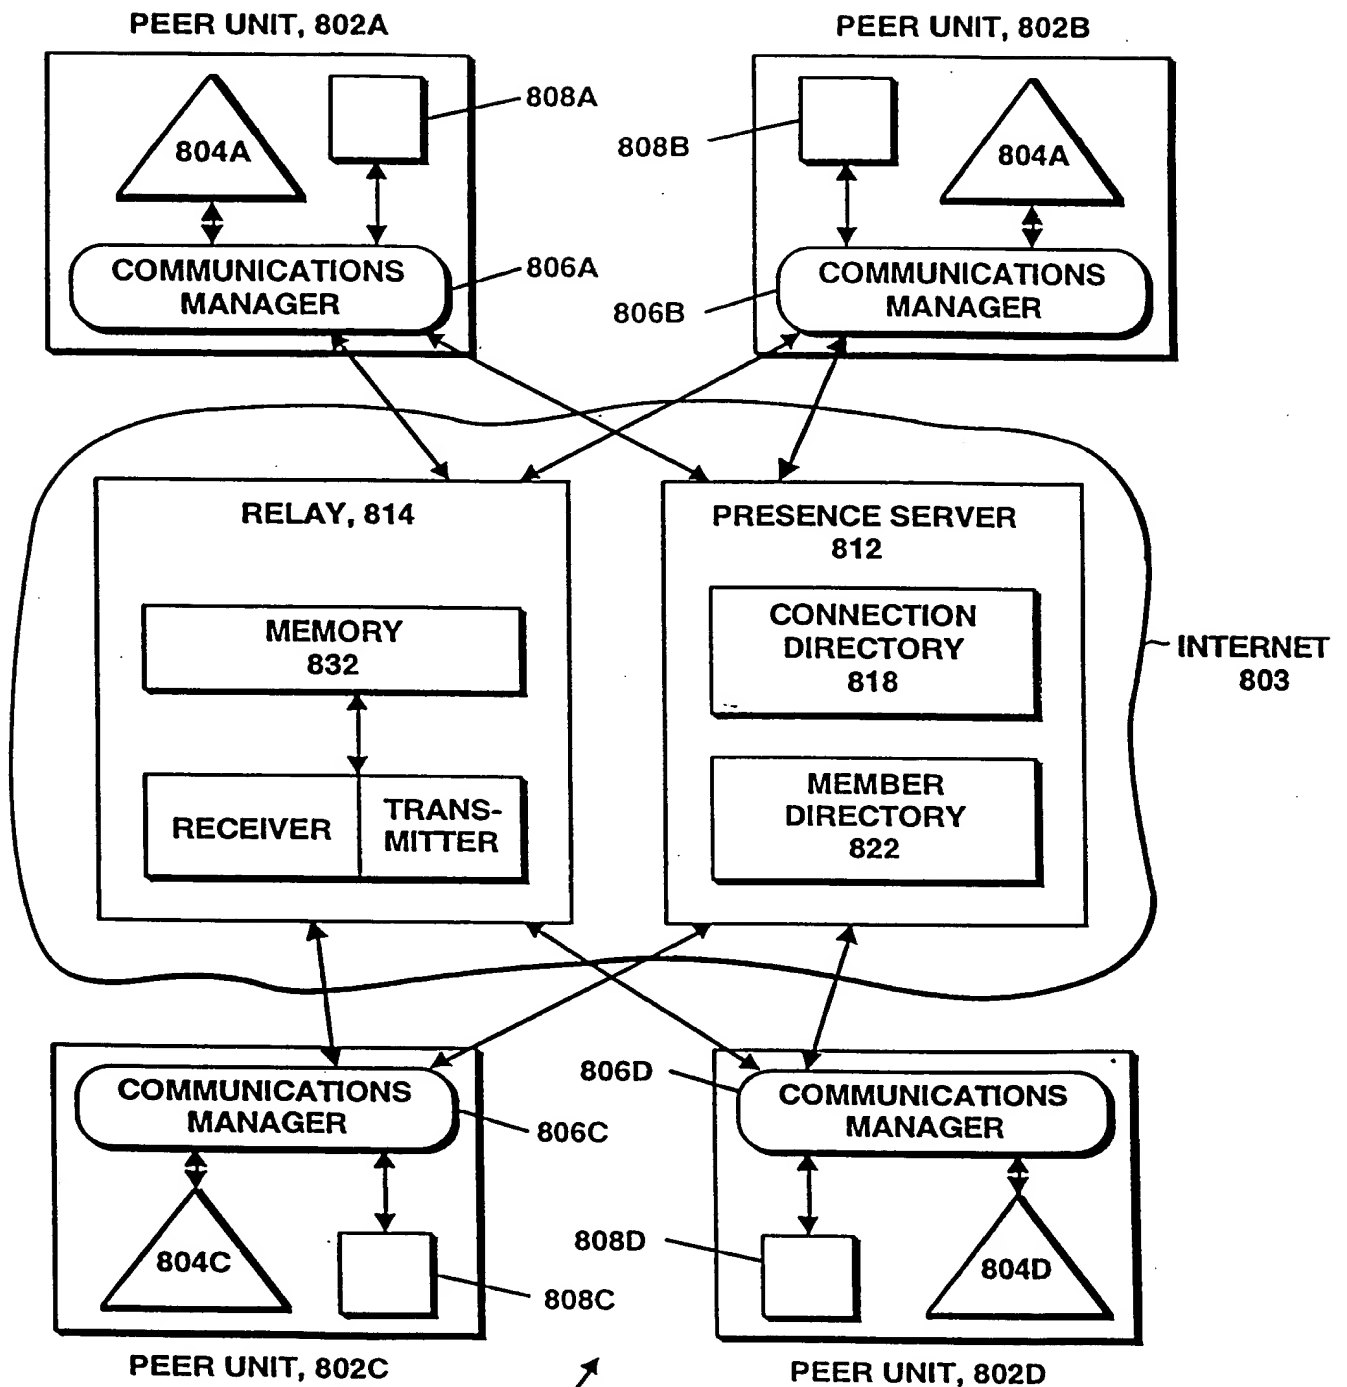 PEER UNIT, 802A
PEER UNIT, 802B
808A
804A
808B
804A
COMMUNICATIONS
MANAGER
806A
COMMUNICATIONS
MANAGER
806B
RELAY, 814
PRESENCE SERVER
812
MEMORY
832
CONNECTION
DIRECTORY
818
INTERNET
803
RECEIVER
TRANS-
MITTER
MEMBER
DIRECTORY
822
COMMUNICATIONS
MANAGER
806C
806D
COMMUNICATIONS
MANAGER
804C
808C
808D
804D
PEER UNIT, 802C
PEER UNIT, 802D